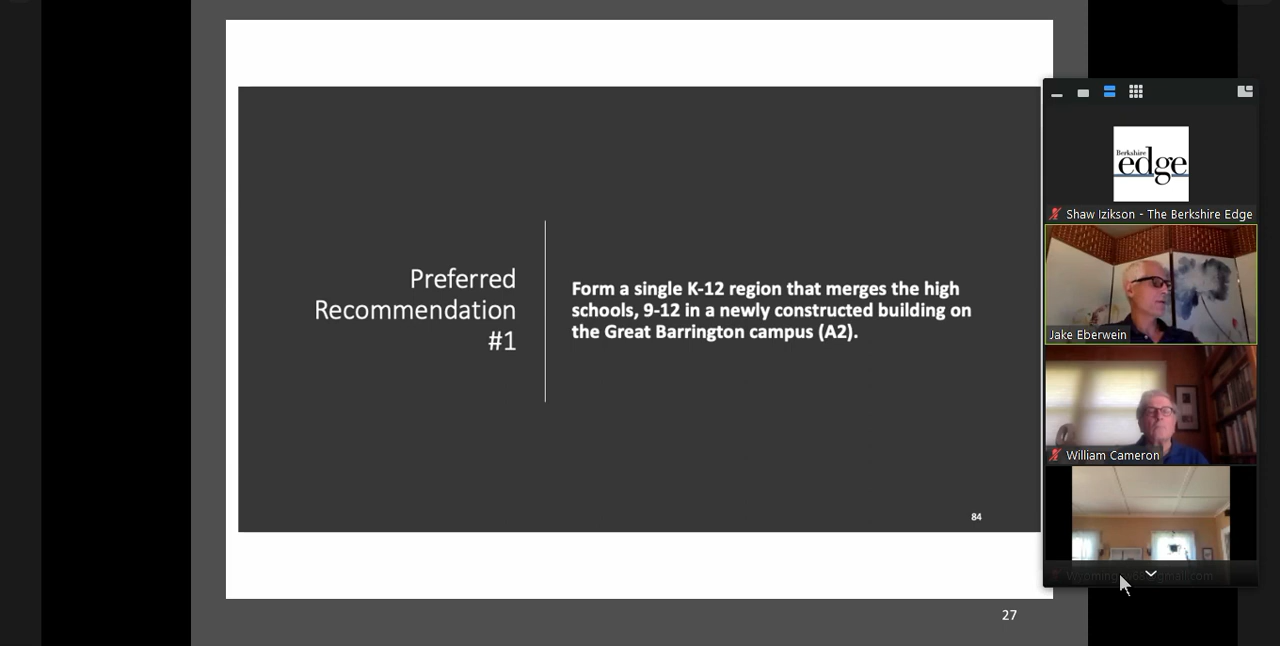 Preferred
Recommendation
#1
Form a single K-12 region that merges the high
schools, 9-12 in a newly constructed building on
the Great Barrington campus (A2).
84
27
Berkshire
edge
Shaw Izikson - The Berkshire Edge
Jake Eberwein
William Cameron